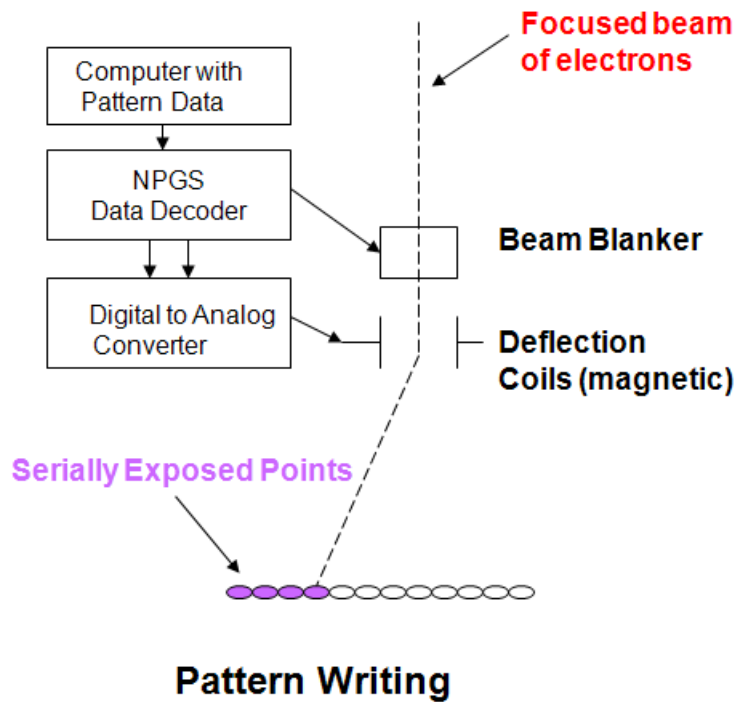 Focused beam
of electrons
Computer with
Pattern Data
NPGS
Data Decoder
Beam Blanker
Digital to Analog
Converter
Deflection
Coils (magnetic)
Serially Exposed Points
Pattern Writing